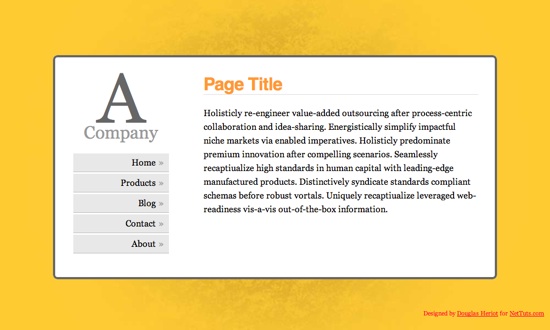 A
Company
Home »
Products »
Blog »
Contact »
About »
Page Title
Holisticly re-engineer value-added outsourcing after process-centric
collaboration and idea-sharing. Energistically simplify impactful
niche markets via enabled imperatives. Holisticly predominate
premium innovation after compelling scenarios. Seamlessly
recaptiualize high standards in human capital with leading-edge
manufactured products. Distinctively syndicate standards compliant
schemas before robust vortals. Uniquely recaptiualize leveraged web-
readiness vis-a-vis out-of-the-box information.
Designed by Douglas Heriot for NetTuts.com